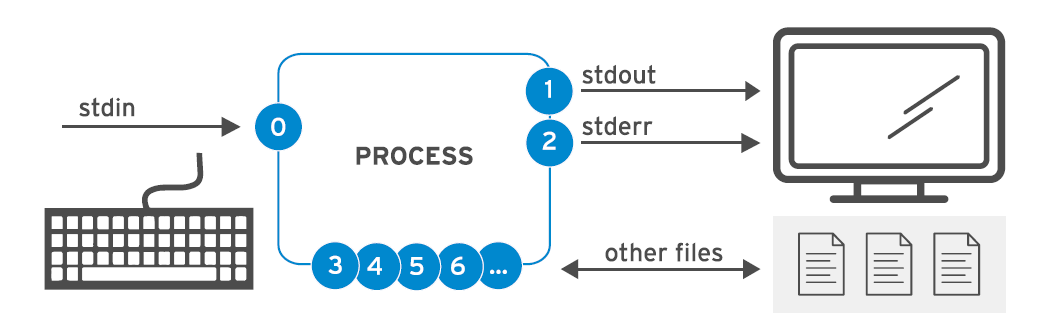 stdin
0
PROCESS
1
stdout
2
stderr
3 4 5 6 ...
other files